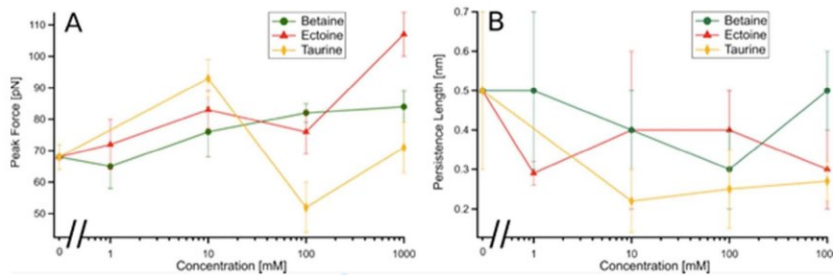 A
Betaine
Ectoine
Taurine
Peak Force [pN]
110
100
90
80
70
60
50
0
1
10
100
1000
Concentration [mM]
B
Betaine
Ectoine
Taurine
Persistence Length [nm]
0.7
0.6
0.5
0.4
0.3
0.2
0
1
10
100
100
Concentration [mM]